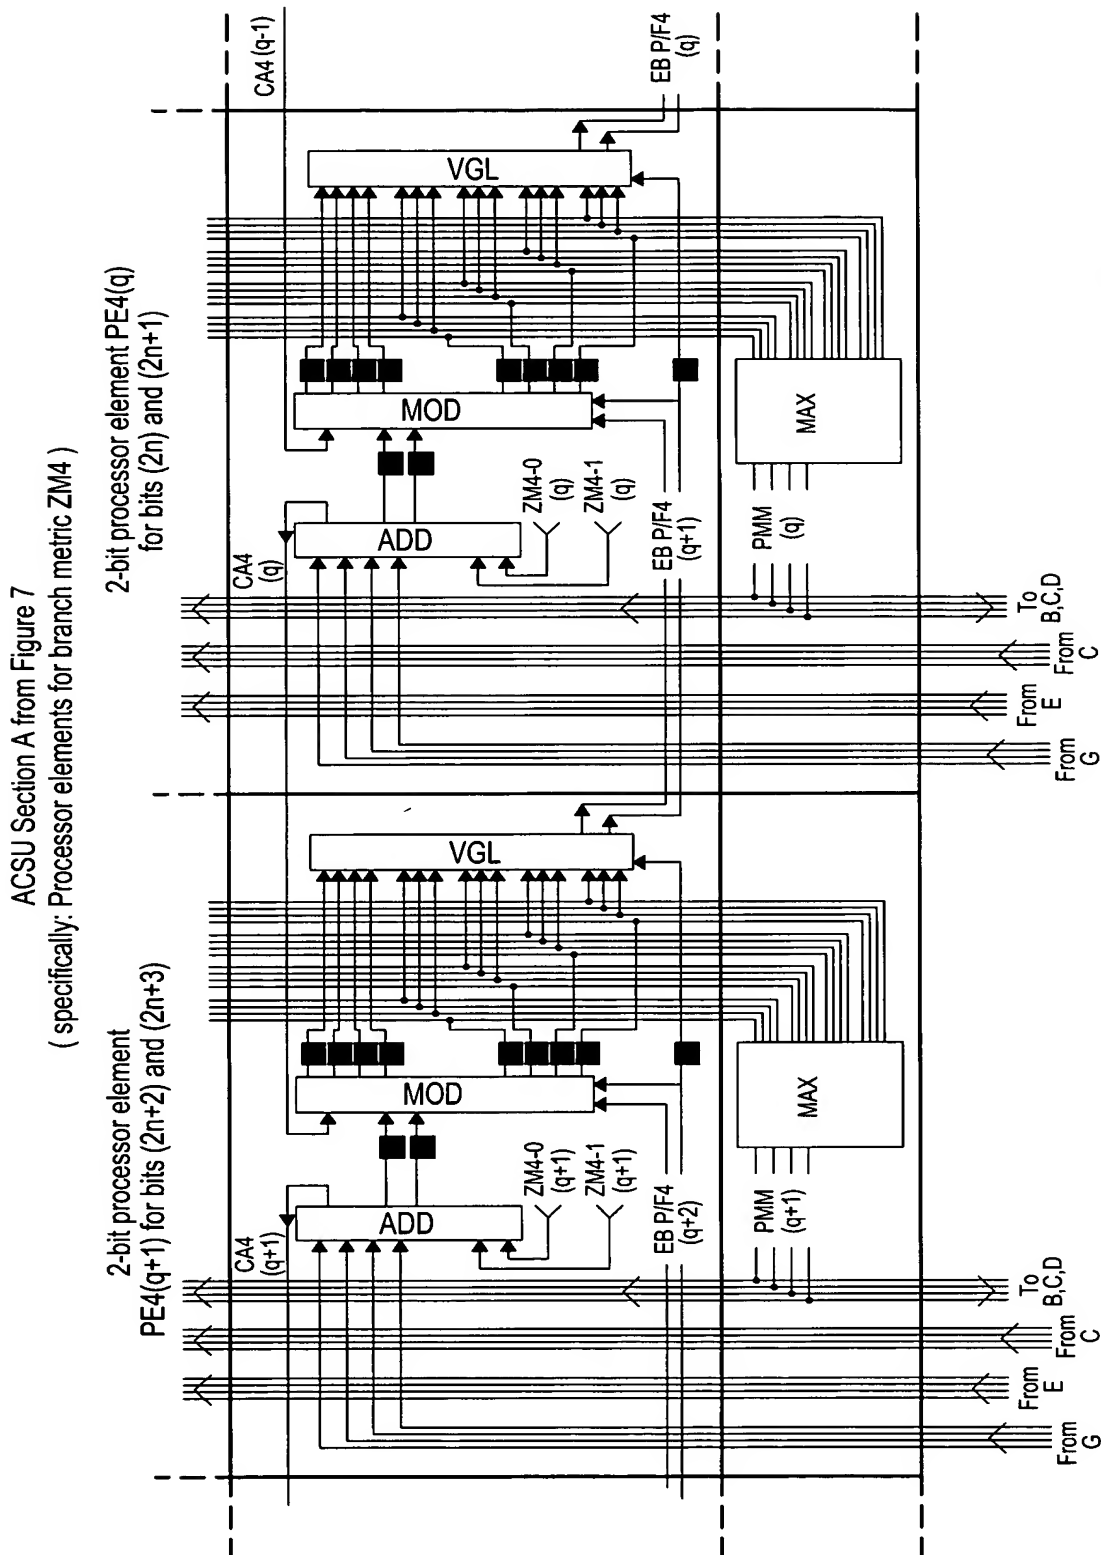 ACSU Section A from Figure 7
( specifically: Processor elements for branch metric ZM4 )
2-bit processor element
PE4(q+1) for bits (2n+2) and (2n+3)
2-bit processor element PE4(q)
for bits (2n) and (2n+1)
CA4
(q+1)
ADD
MOD
VGL
ZM4-0
(q+1)
ZM4-1
(q+1)
EB P/F4
(q+2)
PMM
(q+1)
MAX
From
G
From
E
From
C
To
B,C,D
CA4
(q)
ADD
MOD
VGL
CA4 (q-1)
ZM4-0
(q)
ZM4-1
(q)
EB P/F4
(q+1)
EB P/F4
(q)
PMM
(q)
MAX
From
G
From
E
From
C
To
B,C,D